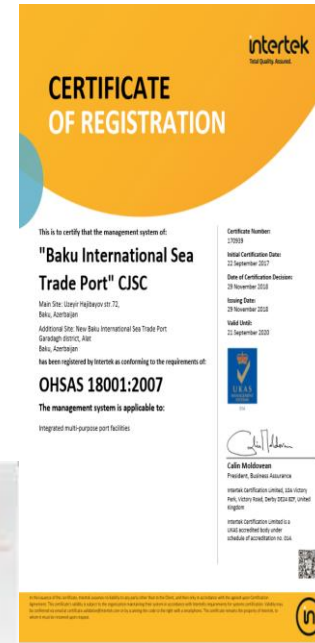 intertek
Total Quality. Assured.
CERTIFICATE
OF REGISTRATION
This is to certify that the management system of:
"Baku International Sea
Trade Port" CJSC
Main Site: Uzeyir Hajibayov str.72,
Baku, Azerbaijan
Additional Site: New Baku International Sea Trade Port
Garadagh district, Alat
Baku, Azerbaijan
has been registered by Intertek as conforming to the requirements of:
OHSAS 18001:2007
The management system is applicable to:
Integrated multi-purpose port facilities
Certificate Number:
170939
Initial Certification Date:
22 September 2017
Date of Certification Decision:
29 November 2018
Issuing Date:
29 November 2018
Valid Until:
21 September 2020
UKAS
MANAGEMENT
SYSTEMS
014
Calin Moldovean
President, Business Assurance
Intertek Certification Limited, 10A Victory
Park, Victory Road, Derby DE24 8ZF, United
Kingdom
Intertek Certification Limited is a
UKAS accredited body under
schedule of accreditation no. 014